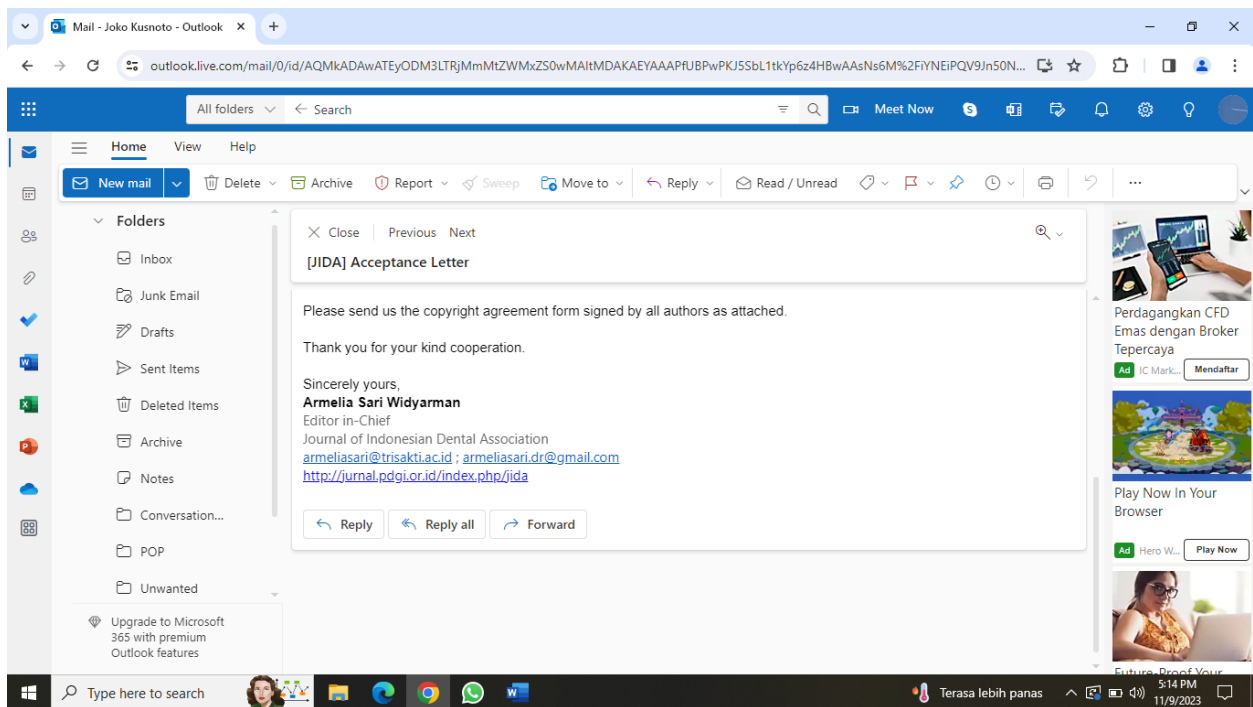 Mail - Joko Kusnoto - Outlook
outlook.live.com/mail/0/id/AQMkADAwATEyODM3LTRjMmMtZWMxZS0wMAItMDAKAEYAAAPfUBPwPKJ5SbL1tkYp6z4HBwAAsNs6M%2FiYNEiPQV9Jn50N...
All folders
Search
Meet Now
Home View Help
New mail Delete Archive Report Sweep Move to Reply Read / Unread
Folders
Inbox
Junk Email
Drafts
Sent Items
Deleted Items
Archive
Notes
Conversation...
POP
Unwanted
Upgrade to Microsoft
365 with premium
Outlook features
Close Previous Next
[JIDA] Acceptance Letter
Please send us the copyright agreement form signed by all authors as attached.
Thank you for your kind cooperation.
Sincerely yours,
Armelia Sari Widyarman
Editor in-Chief
Journal of Indonesian Dental Association
armeliasari@trisakti.ac.id ; armeliasari.dr@gmail.com
http://jurnal.pdgi.or.id/index.php/jida
Reply Reply all Forward
Perdagangkan CFD
Emas dengan Broker
Tepercaya
Ad IC Mark... Mendaftar
Play Now In Your
Browser
Ad Hero W... Play Now
Future-Proof Your
Type here to search
Terasa lebih panas
5:14 PM
11/9/2023